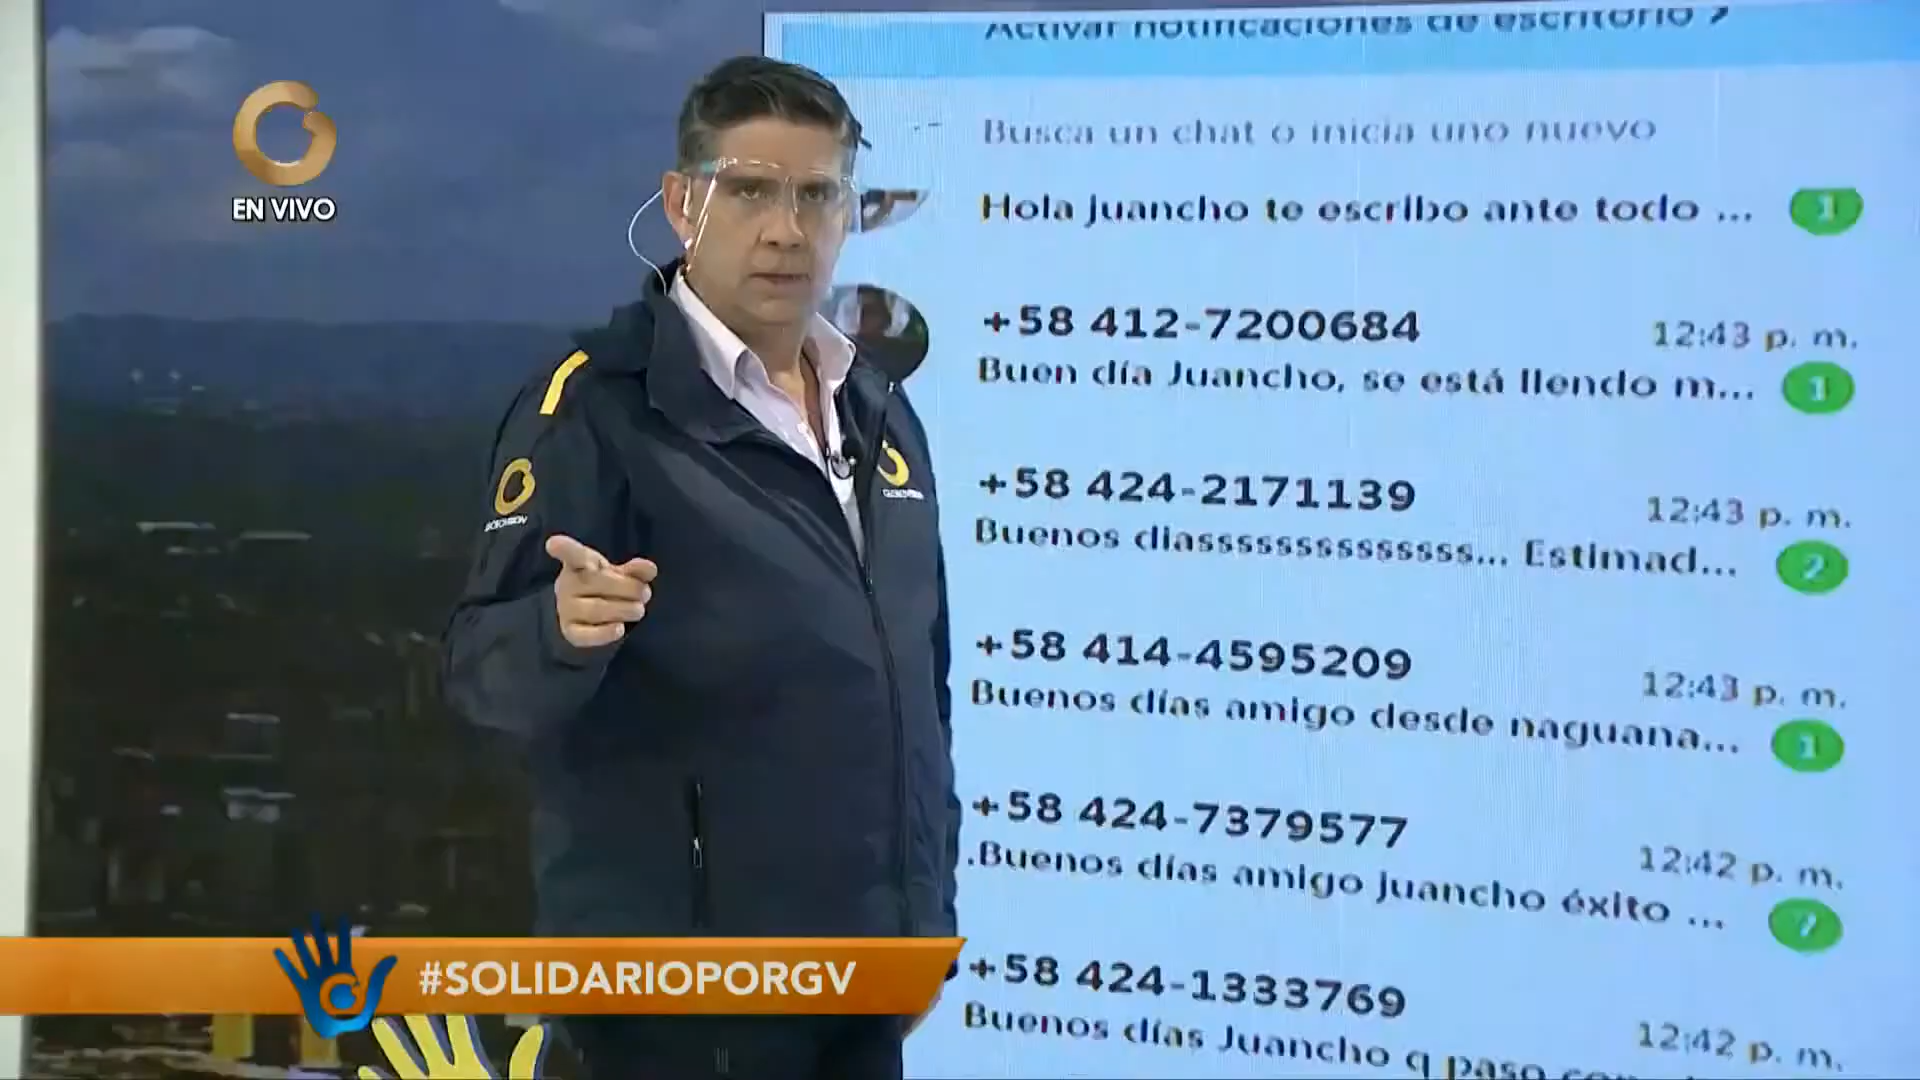 Activar notificaciones de escritorio >
Busca un chat o inicia uno nuevo
Hola Juancho te escribo ante todo ... 1
+58 412-7200684 12:43 p. m.
Buen día Juancho, se está llendo m... 1
+58 424-2171139 12:43 p. m.
Buenos diassssssssssssssss... Estimad... 2
+58 414-4595209 12:43 p. m.
Buenos días amigo desde naguana... 1
+58 424-7379577 12:42 p. m.
.Buenos días amigo Juancho éxito ...
+58 424-1333769 12:42 p. m.
Buenos días Juancho q paso
EN VIVO
GLOBOVISION
GLOBOVISION
#SOLIDARIOPORGV